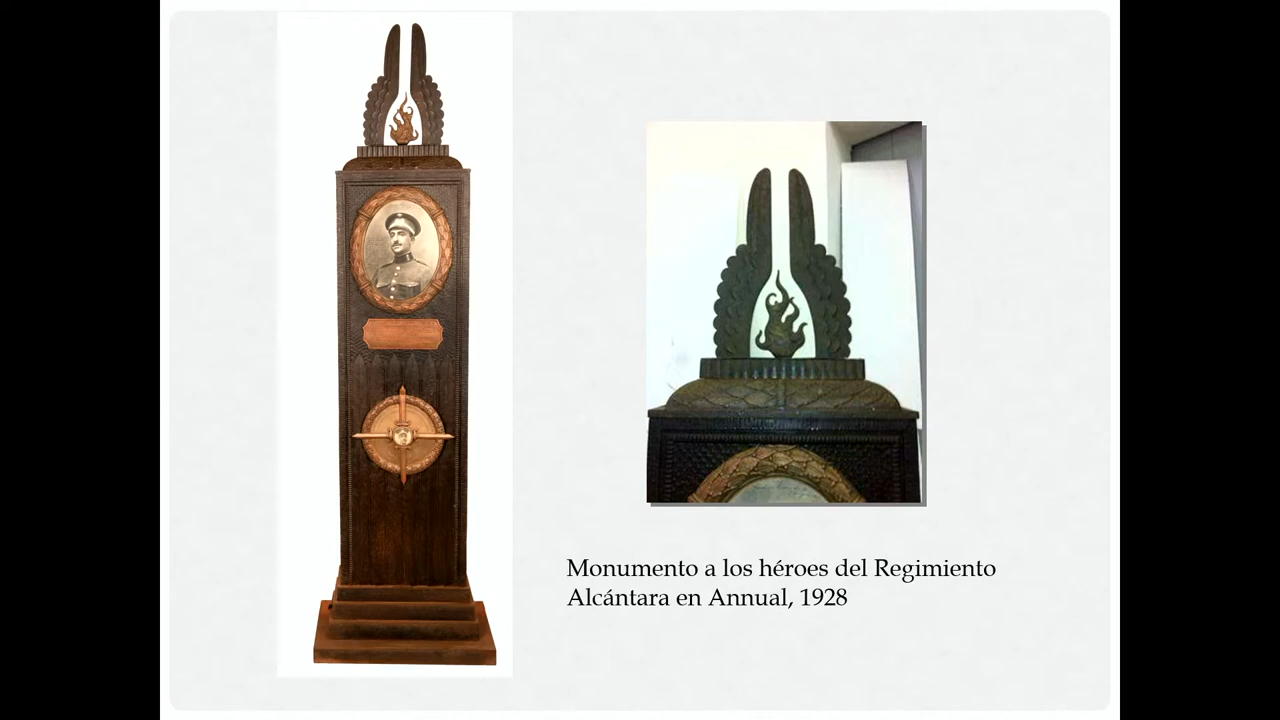 Monumento a los héroes del Regimiento
Alcántara en Annual, 1928